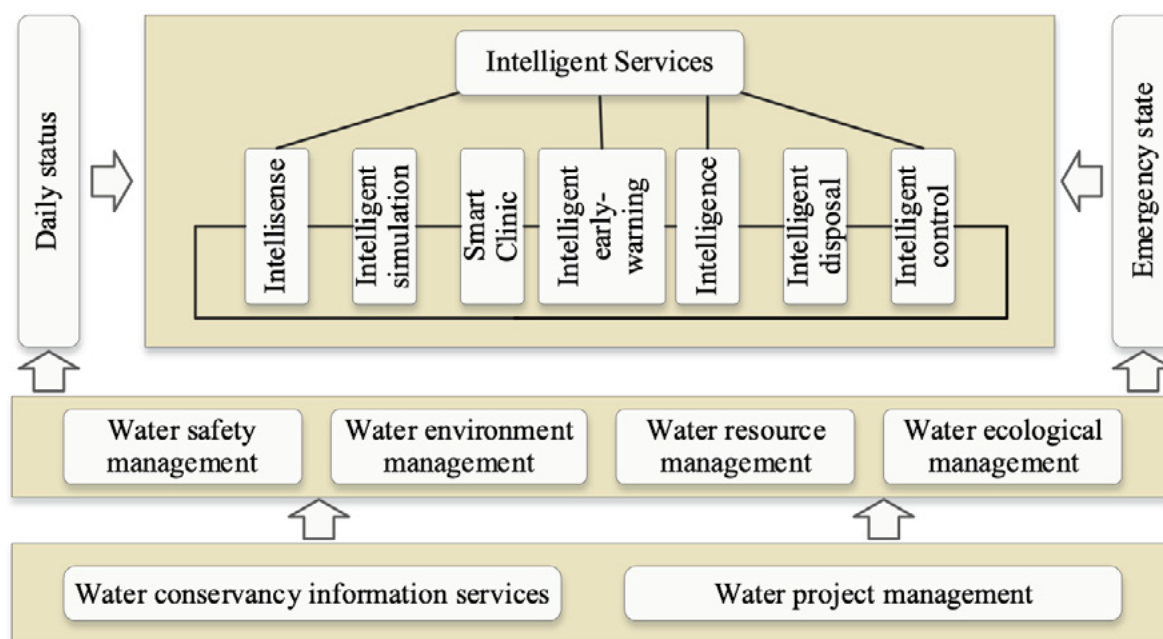 Daily status
Intelligent Services
Emergency state
Intellisense
Intelligent
simulation
Smart
Clinic
Intelligent
early-
warning
Intelligence
Intelligent
disposal
Intelligent
control
Water safety
management
Water environment
management
Water resource
management
Water ecological
management
Water conservancy information services
Water project management